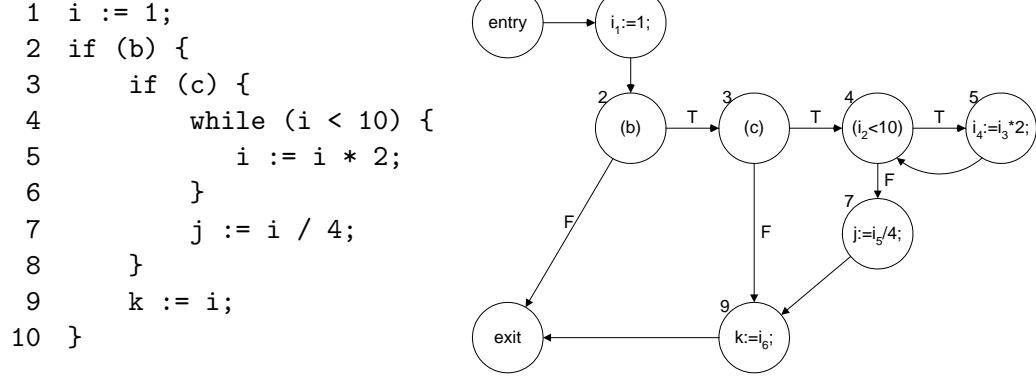 1 i := 1;
2 if (b) {
3 if (c) {
4 while (i < 10) {
5 i := i * 2;
6 }
7 j := i / 4;
8 }
9 k := i;
10 }
entry
i₁:=1;
2
(b)
T
3
(c)
T
4
(i₂<10)
T
5
i₄:=i₃*2;
F
F
F
7
j:=i₅/4;
9
k:=i₆;
exit